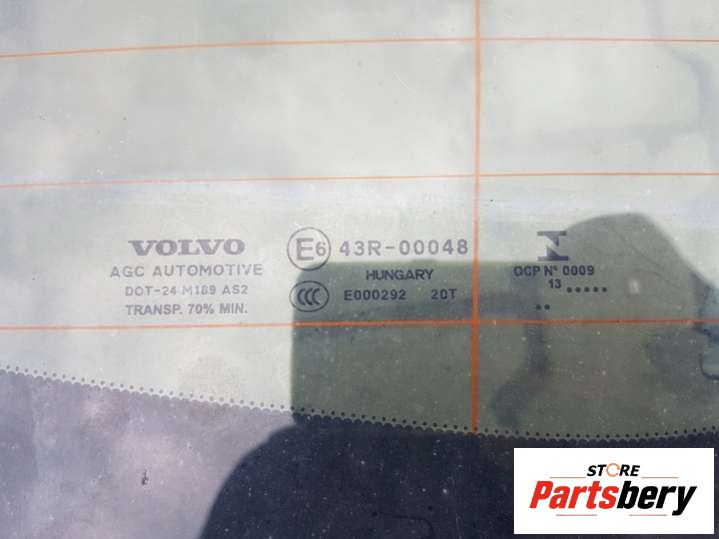 VOLVO
AGC AUTOMOTIVE
DOT-24 M189 AS2
TRANSP. 70% MIN.
E6 43R-00048
HUNGARY
CCC E000292 20T
OCP Nº 0009
13 .....
..
STORE
Partsbery